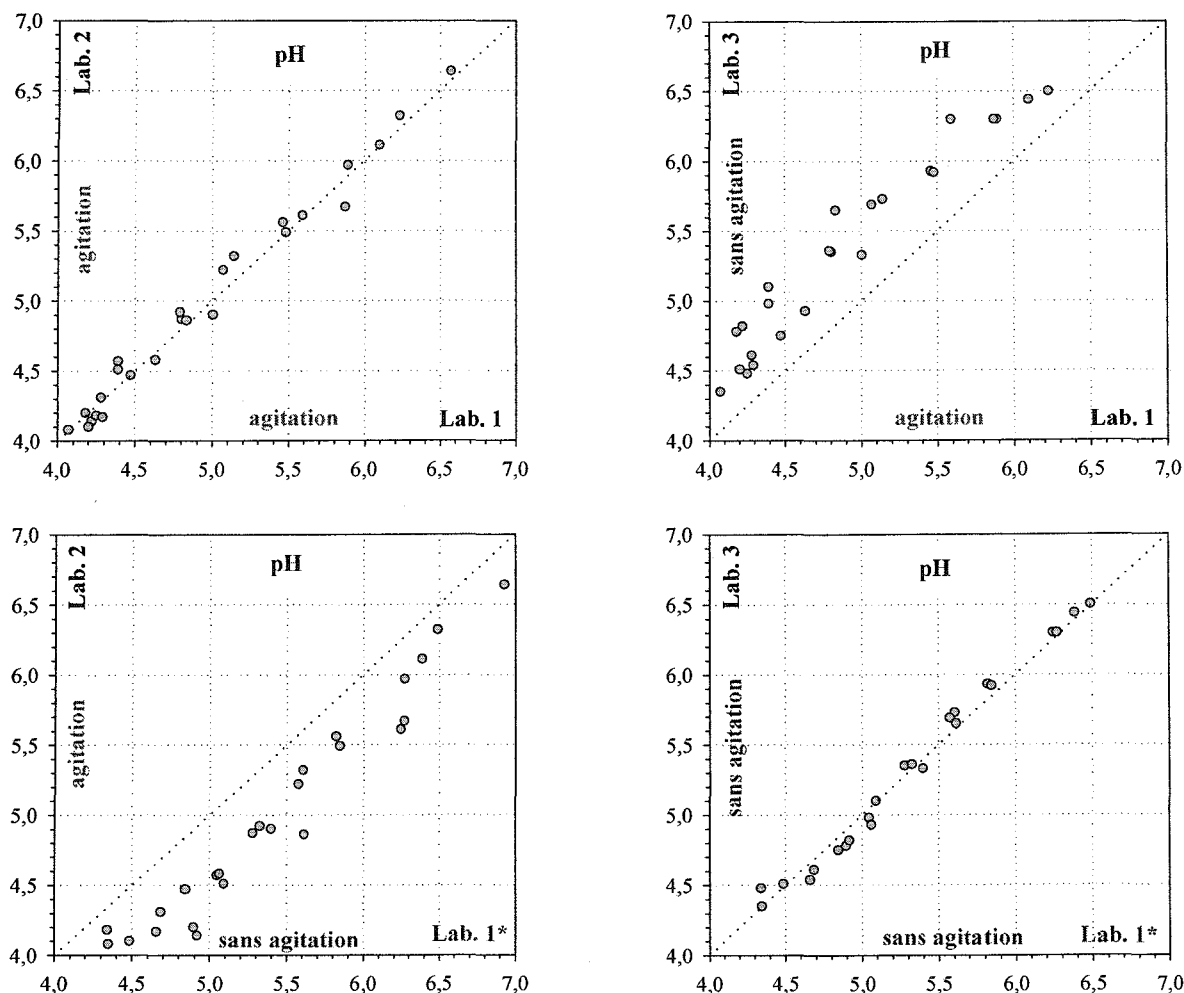 7,0
Lab. 2
pH
6,5
6,0
agitation
5,5
5,0
4,5
agitation
Lab. 1
4,0
4,0 4,5 5,0 5,5 6,0 6,5 7,0
7,0
Lab. 3
pH
6,5
6,0
sans agitation
5,5
5,0
4,5
agitation
Lab. 1
4,0
4,0 4,5 5,0 5,5 6,0 6,5 7,0
7,0
Lab. 2
pH
6,5
6,0
agitation
5,5
5,0
4,5
sans agitation
Lab. 1*
4,0
4,0 4,5 5,0 5,5 6,0 6,5 7,0
7,0
Lab. 3
pH
6,5
6,0
sans agitation
5,5
5,0
4,5
sans agitation
Lab. 1*
4,0
4,0 4,5 5,0 5,5 6,0 6,5 7,0